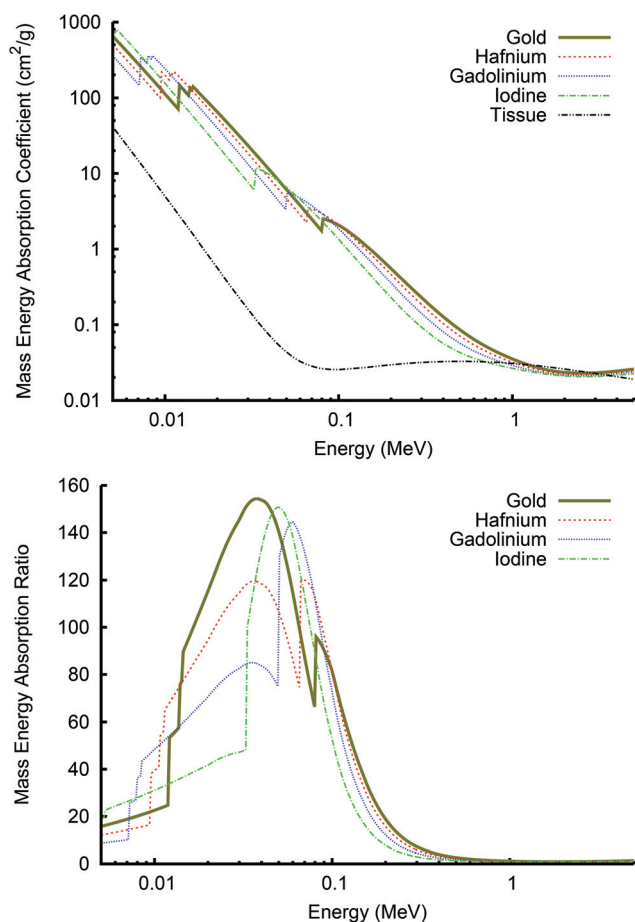 Mass Energy Absorption Coefficient (cm²/g)
1000
100
10
1
0.1
0.01
Gold
Hafnium
Gadolinium
Iodine
Tissue
0.01 0.1 1
Energy (MeV)
Mass Energy Absorption Ratio
160
140
120
100
80
60
40
20
0
Gold
Hafnium
Gadolinium
Iodine
0.01 0.1 1
Energy (MeV)